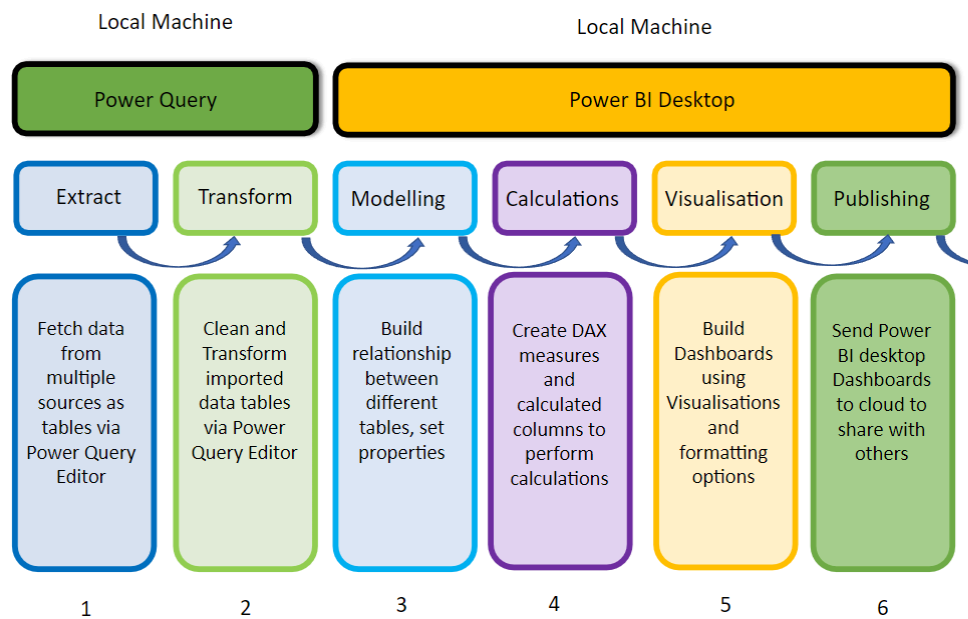 Local Machine
Local Machine
Power Query
Power BI Desktop
Extract
Transform
Modelling
Calculations
Visualisation
Publishing
Fetch data
from
multiple
sources as
tables via
Power Query
Editor
Clean and
Transform
imported
data tables
via Power
Query Editor
Build
relationship
between
different
tables, set
properties
Create DAX
measures
and
calculated
columns to
perform
calculations
Build
Dashboards
using
Visualisations
and
formatting
options
Send Power
BI desktop
Dashboards
to cloud to
share with
others
1
2
3
4
5
6